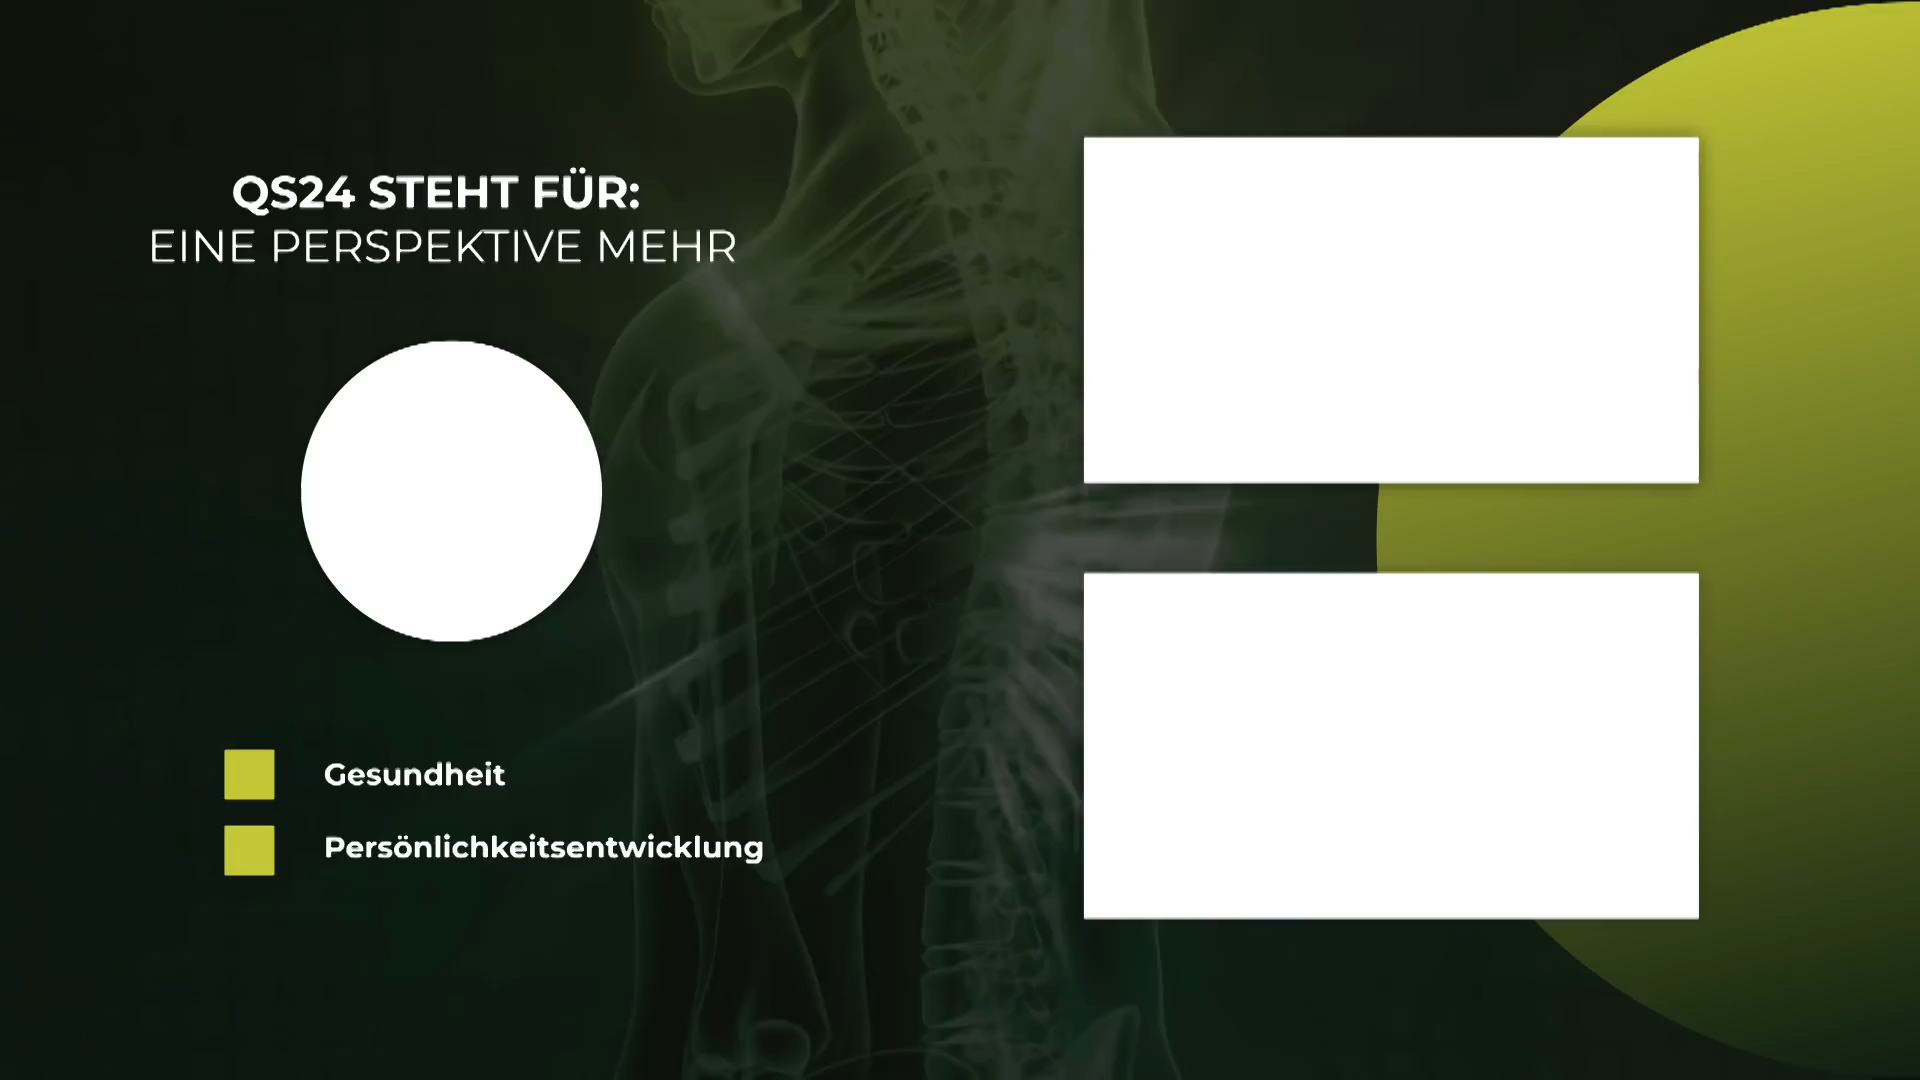 QS24 STEHT FÜR:
EINE PERSPEKTIVE MEHR
Gesundheit
Persönlichkeitsentwicklung